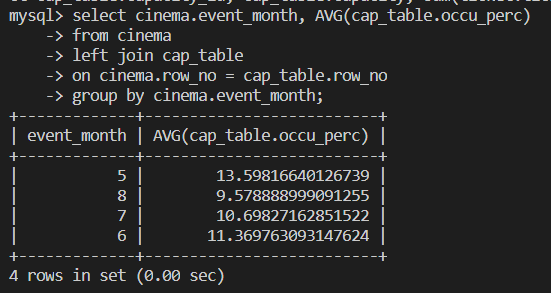 mysql> select cinema.event_month, AVG(cap_table.occu_perc)
    -> from cinema
    -> left join cap_table
    -> on cinema.row_no = cap_table.row_no
    -> group by cinema.event_month;
+-------------+--------------------------+
| event_month | AVG(cap_table.occu_perc) |
+-------------+--------------------------+
|           5 |        13.59816640126739 |
|           8 |        9.578888999091255 |
|           7 |        10.69827162851522 |
|           6 |       11.369763093147624 |
+-------------+--------------------------+
4 rows in set (0.00 sec)